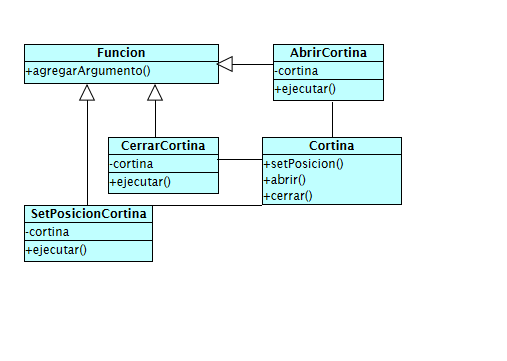 Funcion
+agregarArgumento()
AbrirCortina
-cortina
+ejecutar()
CerrarCortina
-cortina
+ejecutar()
Cortina
+setPosicion()
+abrir()
+cerrar()
SetPosicionCortina
-cortina
+ejecutar()